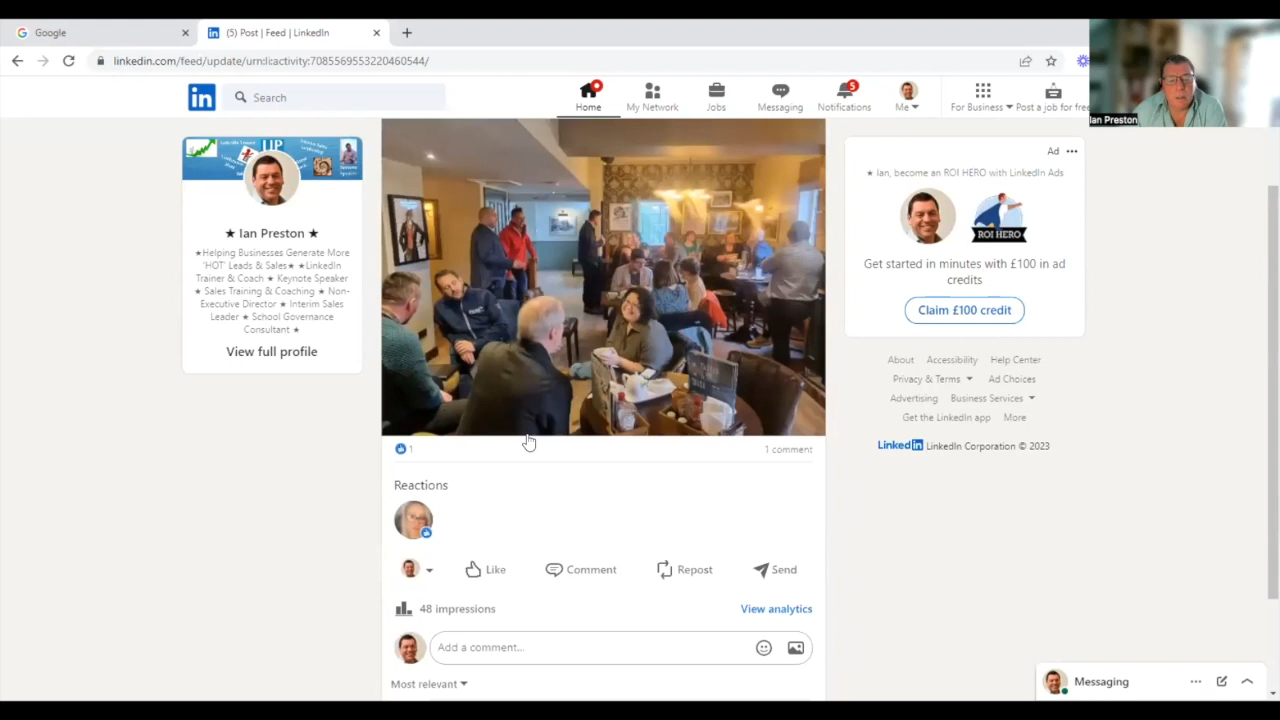 Google
(5) Post | Feed | LinkedIn
linkedin.com/feed/update/urn:li:activity:7085569553220460544/
in
Search
Home
My Network
Jobs
Messaging
5
Notifications
Me
For Business
Post a job for free
Ian Preston
UP
★ Ian Preston ★
★Helping Businesses Generate More
'HOT' Leads & Sales★ ★LinkedIn
Trainer & Coach ★ Keynote Speaker
★ Sales Training & Coaching ★ Non-
Executive Director ★ Interim Sales
Leader ★ School Governance
Consultant ★
View full profile
1
1 comment
Reactions
Like
Comment
Repost
Send
48 impressions
View analytics
Add a comment...
Most relevant
Ad
★ Ian, become an ROI HERO with LinkedIn Ads
ROI HERO
Get started in minutes with £100 in ad
credits
Claim £100 credit
About Accessibility Help Center
Privacy & Terms Ad Choices
Advertising Business Services
Get the LinkedIn app More
LinkedIn LinkedIn Corporation © 2023
Messaging